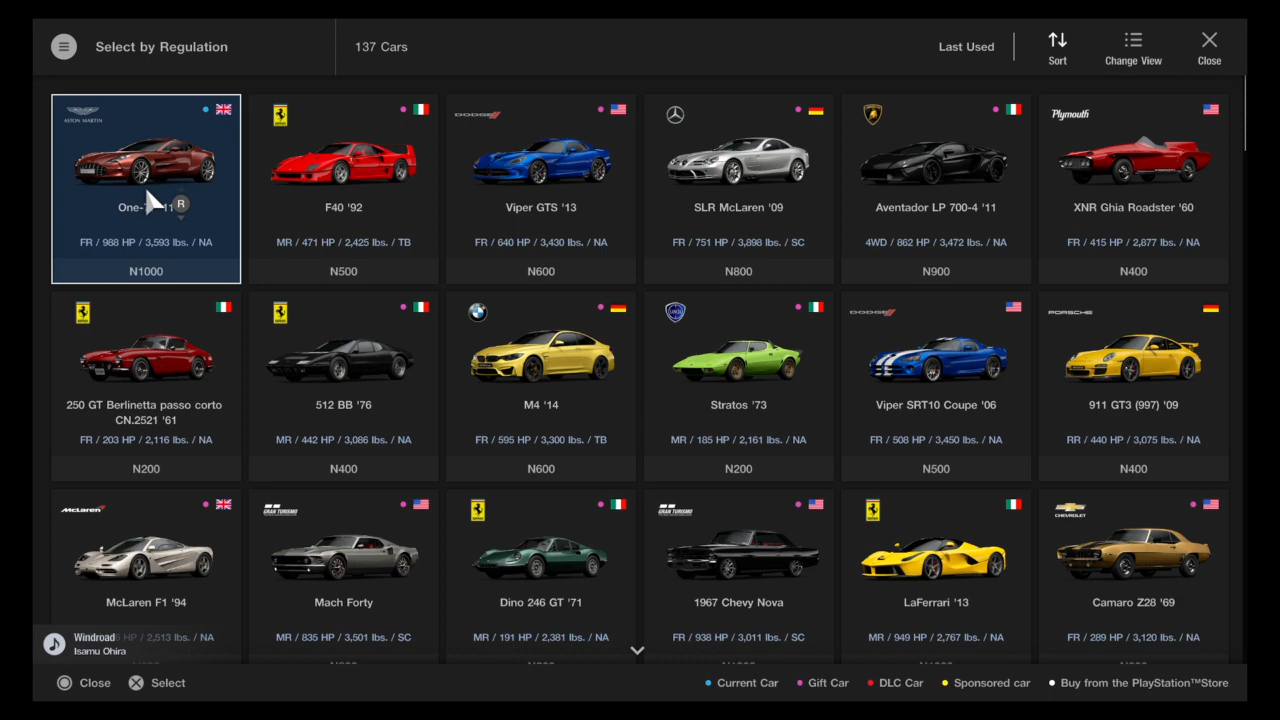 Select by Regulation
137 Cars
Last Used
Sort
Change View
Close
ASTON MARTIN
DODGE
Plymouth
R
F40 '92
Viper GTS '13
SLR McLaren '09
Aventador LP 700-4 '11
XNR Ghia Roadster '60
FR / 988 HP / 3,593 lbs. / NA
MR / 471 HP / 2,425 lbs. / TB
FR / 640 HP / 3,430 lbs. / NA
FR / 751 HP / 3,898 lbs. / SC
4WD / 862 HP / 3,472 lbs. / NA
FR / 415 HP / 2,877 lbs. / NA
N1000
N500
N600
N800
N900
N400
DODGE
PORSCHE
250 GT Berlinetta passo corto
CN.2521 '61
512 BB '76
M4 '14
Stratos '73
Viper SRT10 Coupe '06
911 GT3 (997) '09
FR / 203 HP / 2,116 lbs. / NA
MR / 442 HP / 3,086 lbs. / NA
FR / 595 HP / 3,300 lbs. / TB
MR / 185 HP / 2,161 lbs. / NA
FR / 508 HP / 3,450 lbs. / NA
RR / 440 HP / 3,075 lbs. / NA
N200
N400
N600
N200
N500
N400
McLaren
GRAN TURISMO
GRAN TURISMO
CHEVROLET
McLaren F1 '94
Mach Forty
Dino 246 GT '71
1967 Chevy Nova
LaFerrari '13
Camaro Z28 '69
HP / 2,513 lbs. / NA
MR / 835 HP / 3,501 lbs. / SC
MR / 191 HP / 2,381 lbs. / NA
FR / 938 HP / 3,011 lbs. / SC
MR / 949 HP / 2,767 lbs. / NA
FR / 289 HP / 3,120 lbs. / NA
Windroad
Isamu Ohira
Close
Select
Current Car
Gift Car
DLC Car
Sponsored car
Buy from the PlayStation™Store